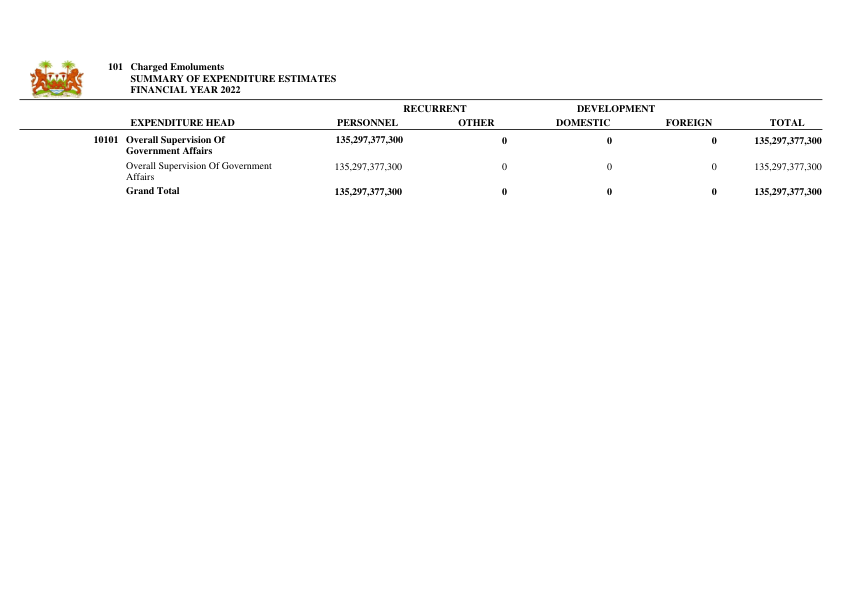 101 Charged Emoluments
SUMMARY OF EXPENDITURE ESTIMATES
FINANCIAL YEAR 2022
RECURRENT DEVELOPMENT
EXPENDITURE HEAD PERSONNEL OTHER DOMESTIC FOREIGN TOTAL
10101 Overall Supervision Of 135,297,377,300 0 0 0 135,297,377,300
Government Affairs
Overall Supervision Of Government 135,297,377,300 0 0 0 135,297,377,300
Affairs
Grand Total 135,297,377,300 0 0 0 135,297,377,300